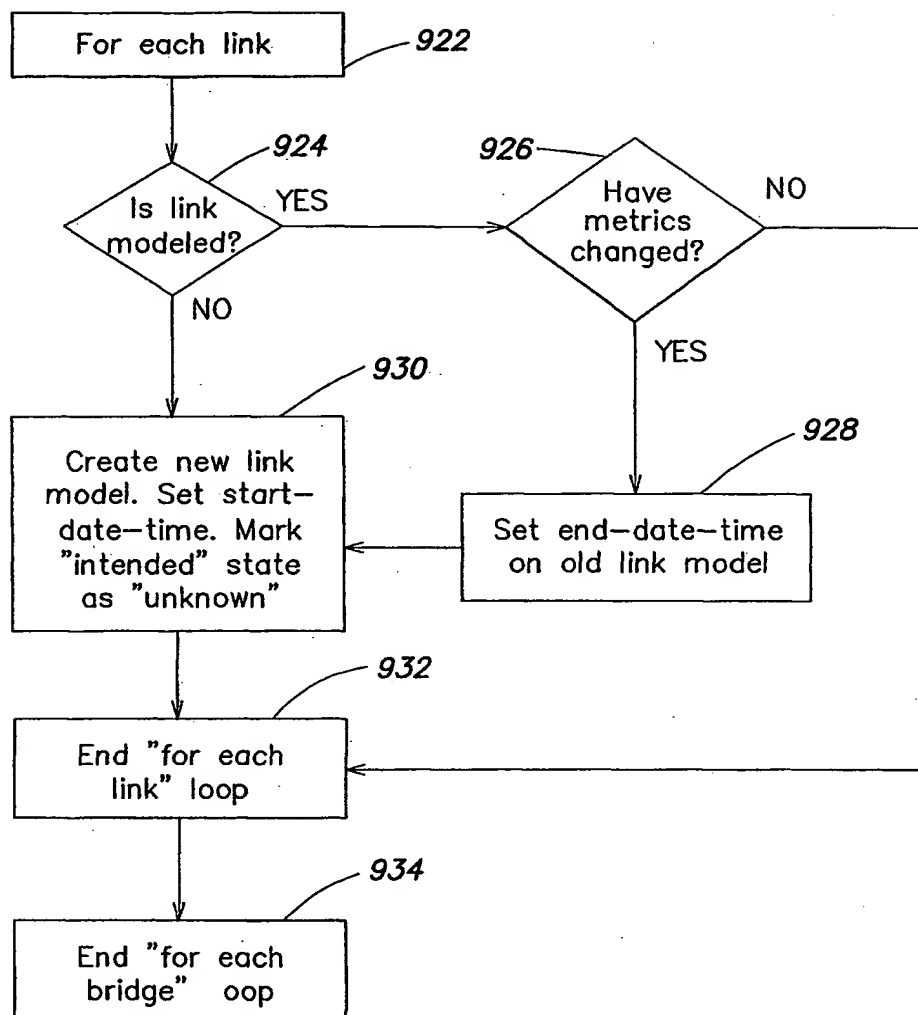 For each link
922
924
Is link
modeled?
YES
NO
926
Have
metrics
changed?
NO
YES
930
Create new link
model. Set start–
date–time. Mark
"intended" state
as "unknown"
928
Set end–date–time
on old link model
932
End "for each
link" loop
934
End "for each
bridge" oop